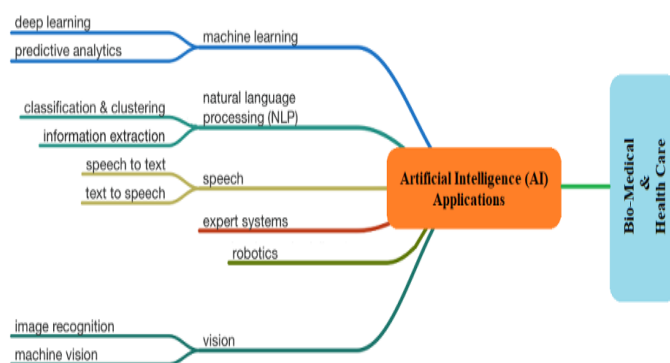 deep learning
predictive analytics
machine learning
classification & clustering
information extraction
natural language
processing (NLP)
speech to text
text to speech
speech
expert systems
robotics
image recognition
machine vision
vision
Artificial Intelligence (AI)
Applications
Bio-Medical
&
Health Care